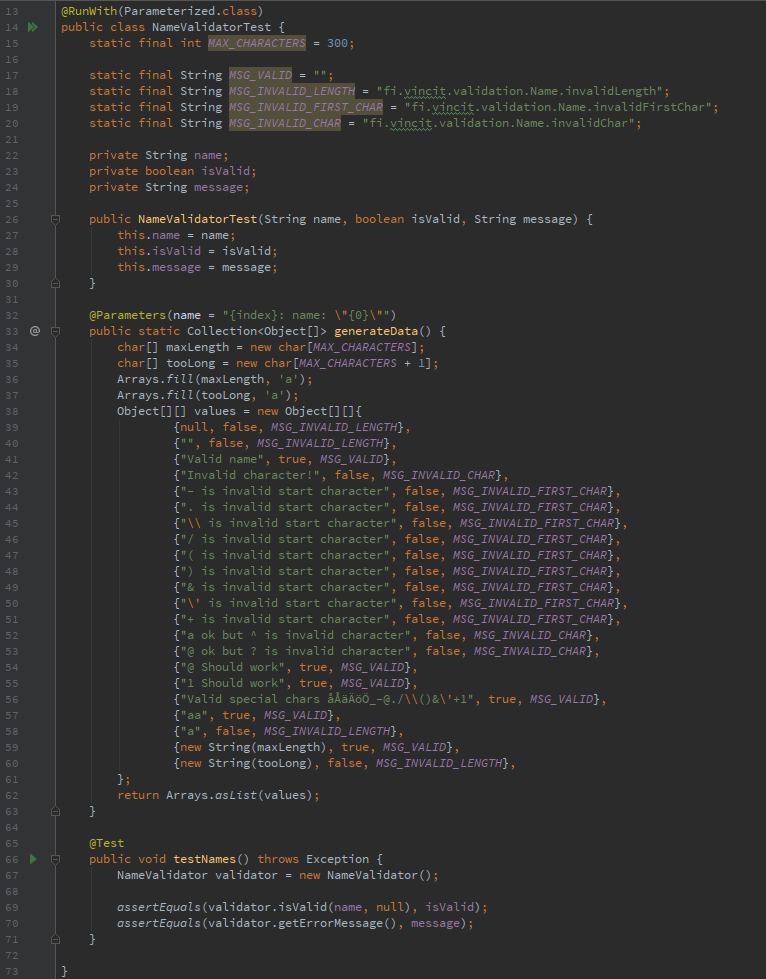 13 @RunWith(Parameterized.class)
14 public class NameValidatorTest {
15     static final int MAX_CHARACTERS = 300;
16
17     static final String MSG_VALID = "";
18     static final String MSG_INVALID_LENGTH = "fi.vincit.validation.Name.invalidLength";
19     static final String MSG_INVALID_FIRST_CHAR = "fi.vincit.validation.Name.invalidFirstChar";
20     static final String MSG_INVALID_CHAR = "fi.vincit.validation.Name.invalidChar";
21
22     private String name;
23     private boolean isValid;
24     private String message;
25
26     public NameValidatorTest(String name, boolean isValid, String message) {
27         this.name = name;
28         this.isValid = isValid;
29         this.message = message;
30     }
31
32     @Parameters(name = "{index}: name: \"{0}\"")
33 @   public static Collection<Object[]> generateData() {
34         char[] maxLength = new char[MAX_CHARACTERS];
35         char[] tooLong = new char[MAX_CHARACTERS + 1];
36         Arrays.fill(maxLength, 'a');
37         Arrays.fill(tooLong, 'a');
38         Object[][] values = new Object[][]{
39                 {null, false, MSG_INVALID_LENGTH},
40                 {"", false, MSG_INVALID_LENGTH},
41                 {"Valid name", true, MSG_VALID},
42                 {"Invalid character!", false, MSG_INVALID_CHAR},
43                 {"- is invalid start character", false, MSG_INVALID_FIRST_CHAR},
44                 {". is invalid start character", false, MSG_INVALID_FIRST_CHAR},
45                 {"\\ is invalid start character", false, MSG_INVALID_FIRST_CHAR},
46                 {"/ is invalid start character", false, MSG_INVALID_FIRST_CHAR},
47                 {"( is invalid start character", false, MSG_INVALID_FIRST_CHAR},
48                 {") is invalid start character", false, MSG_INVALID_FIRST_CHAR},
49                 {"& is invalid start character", false, MSG_INVALID_FIRST_CHAR},
50                 {"\' is invalid start character", false, MSG_INVALID_FIRST_CHAR},
51                 {"+ is invalid start character", false, MSG_INVALID_FIRST_CHAR},
52                 {"a ok but ^ is invalid character", false, MSG_INVALID_CHAR},
53                 {"@ ok but ? is invalid character", false, MSG_INVALID_CHAR},
54                 {"@ Should work", true, MSG_VALID},
55                 {"1 Should work", true, MSG_VALID},
56                 {"Valid special chars åÅäÄöÖ_-@./\\()&\'+1", true, MSG_VALID},
57                 {"aa", true, MSG_VALID},
58                 {"a", false, MSG_INVALID_LENGTH},
59                 {new String(maxLength), true, MSG_VALID},
60                 {new String(tooLong), false, MSG_INVALID_LENGTH},
61         };
62         return Arrays.asList(values);
63     }
64
65     @Test
66     public void testNames() throws Exception {
67         NameValidator validator = new NameValidator();
68
69         assertEquals(validator.isValid(name, null), isValid);
70         assertEquals(validator.getErrorMessage(), message);
71     }
72
73 }